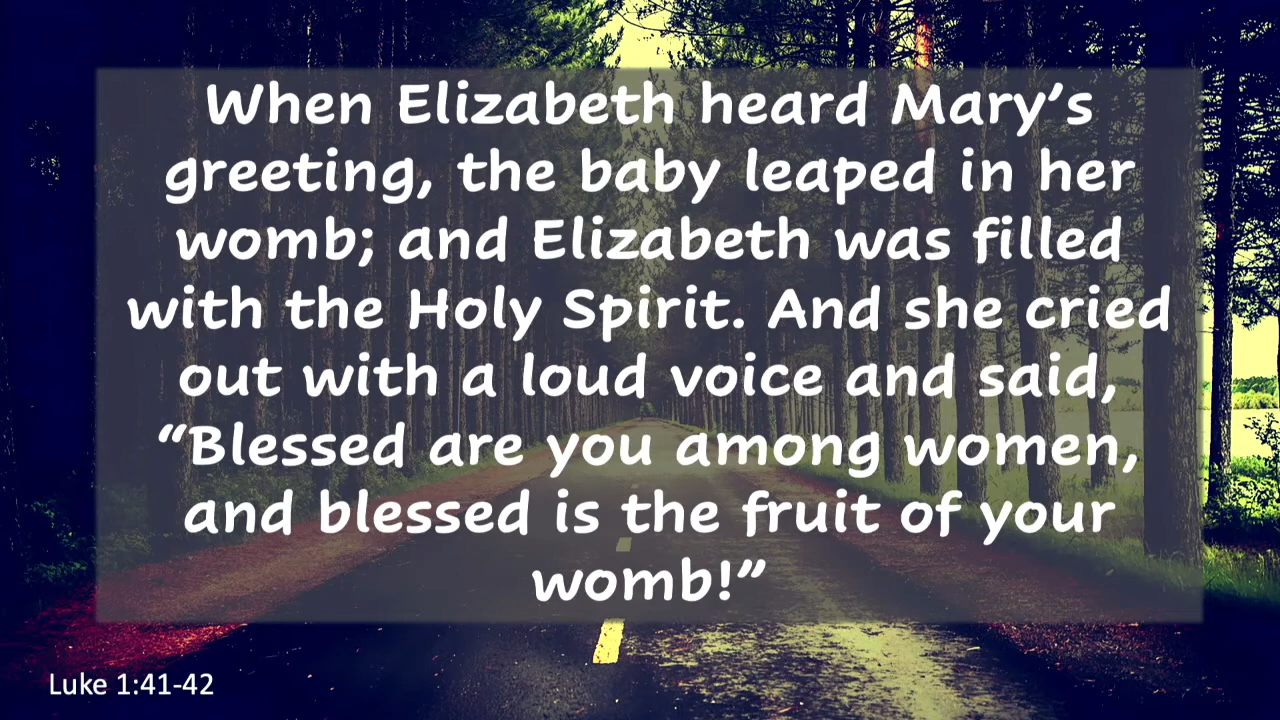 When Elizabeth heard Mary’s
greeting, the baby leaped in her
womb; and Elizabeth was filled
with the Holy Spirit. And she cried
out with a loud voice and said,
“Blessed are you among women,
and blessed is the fruit of your
womb!”
Luke 1:41-42